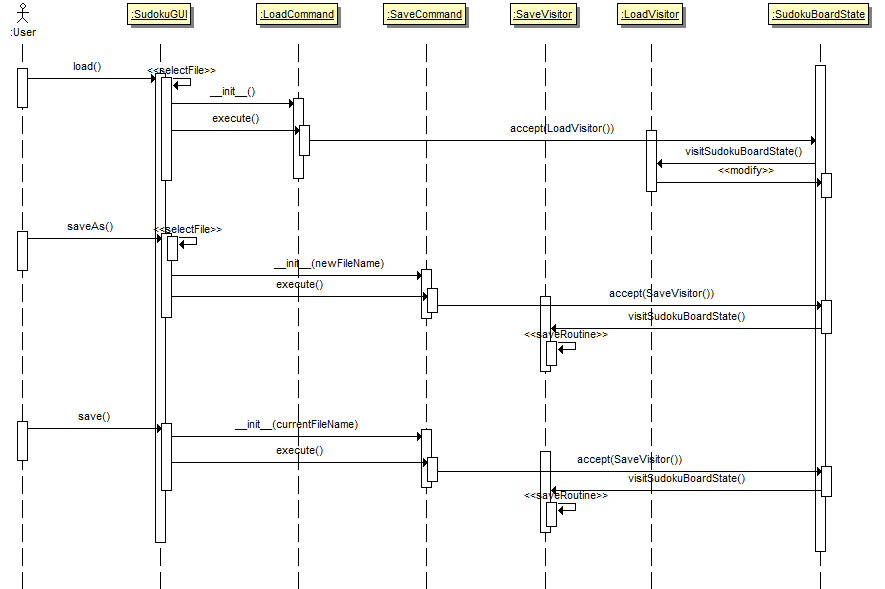 :SudokuGUI
:LoadCommand
:SaveCommand
:SaveVisitor
:LoadVisitor
:SudokuBoardState
:User
load()
<<selectFile>>
__init__()
execute()
accept(LoadVisitor())
visitSudokuBoardState()
<<modify>>
saveAs()
<<selectFile>>
__init__(newFileName)
execute()
accept(SaveVisitor())
visitSudokuBoardState()
<<saveRoutine>>
save()
__init__(currentFileName)
execute()
accept(SaveVisitor())
visitSudokuBoardState()
<<saveRoutine>>